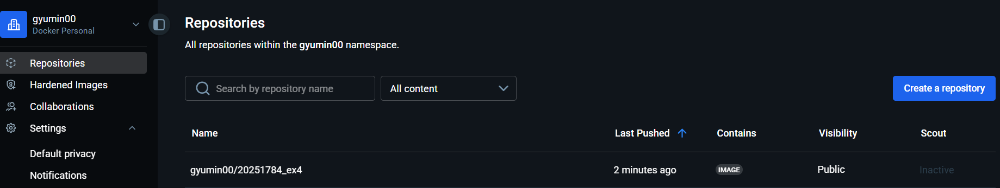 gyumin00
Docker Personal
Repositories
Hardened Images
Collaborations
Settings
Default privacy
Notifications
Repositories
All repositories within the gyumin00 namespace.
Search by repository name
All content
Create a repository
Name Last Pushed Contains Visibility Scout
gyumin00/20251784_ex4 2 minutes ago IMAGE Public Inactive